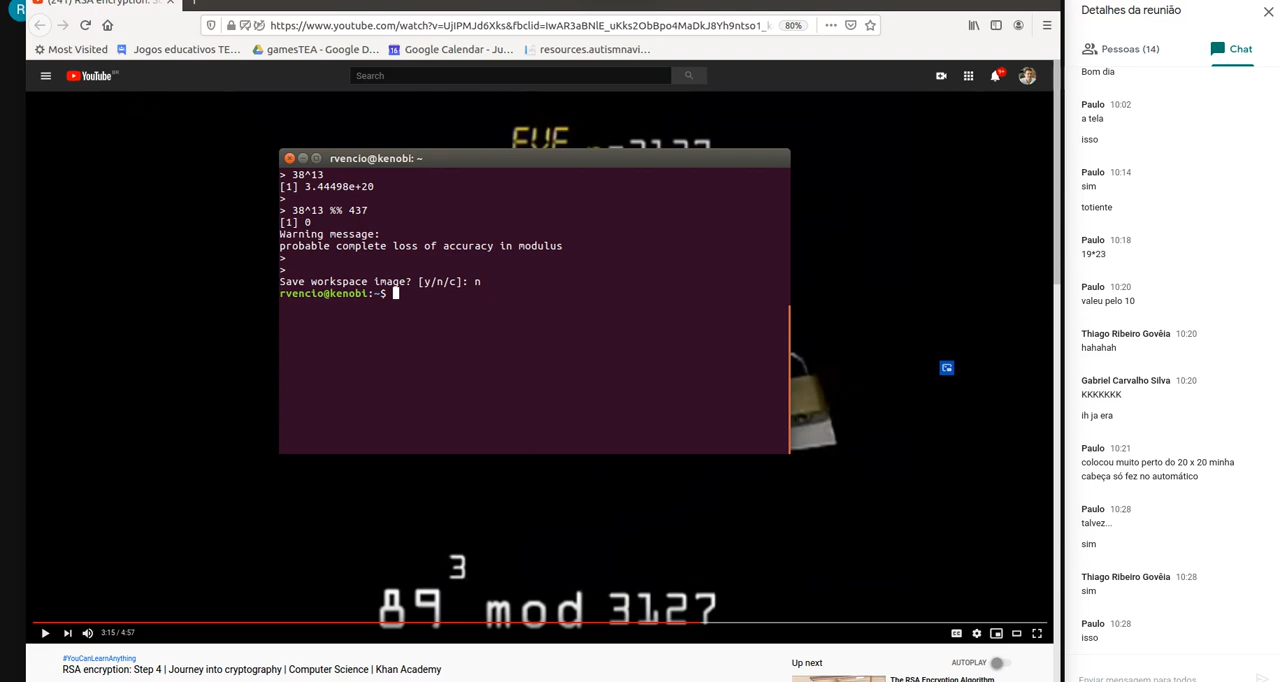 (241) RSA encryption: S
https://www.youtube.com/watch?v=UjIPMJd6Xks&fbclid=IwAR3aBNlE_uKks2ObBpo4MaDkJ8Yh9ntso1_k
80%
Most Visited
Jogos educativos TE…
gamesTEA - Google D…
Google Calendar - Ju…
resources.autismnavi…
YouTube BR
Search
9+
EVE n=3127
rvencio@kenobi: ~
> 38^13
[1] 3.44498e+20
>
> 38^13 %% 437
[1] 0
Warning message:
probable complete loss of accuracy in modulus
>
>
Save workspace image? [y/n/c]: n
rvencio@kenobi:~$
89³ mod 3127
3:15 / 4:57
#YouCanLearnAnything
RSA encryption: Step 4 | Journey into cryptography | Computer Science | Khan Academy
Up next
AUTOPLAY
The RSA Encryption Algorithm
R
Detalhes da reunião
Pessoas (14)
Chat
Bom dia
Paulo 10:02
a tela
isso
Paulo 10:14
sim
totiente
Paulo 10:18
19*23
Paulo 10:20
valeu pelo 10
Thiago Ribeiro Govêia 10:20
hahahah
Gabriel Carvalho Silva 10:20
KKKKKKK
ih ja era
Paulo 10:21
colocou muito perto do 20 x 20 minha
cabeça só fez no automático
Paulo 10:28
talvez...
sim
Thiago Ribeiro Govêia 10:28
sim
Paulo 10:28
isso
Enviar mensagem para todos